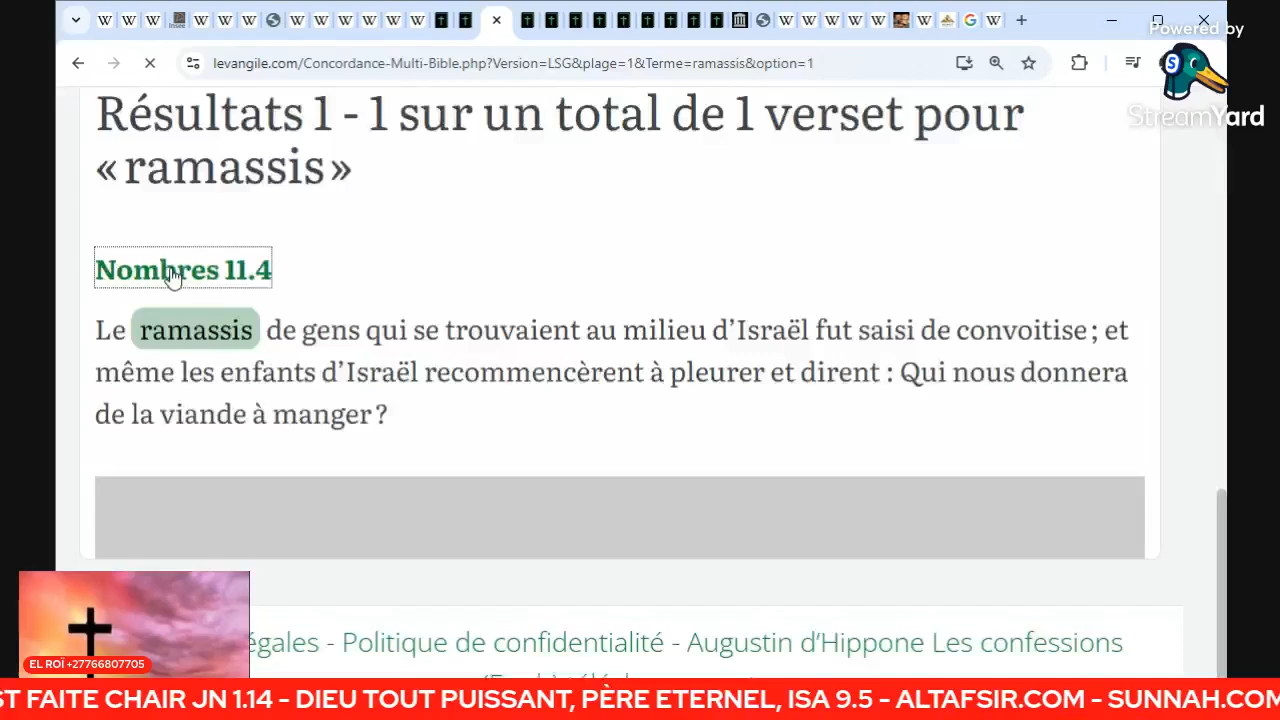 levangile.com/Concordance-Multi-Bible.php?Version=LSG&plage=1&Terme=ramassis&option=1
Powered by
StreamYard
Résultats 1 - 1 sur un total de 1 verset pour
« ramassis »
Nombres 11.4
Le ramassis de gens qui se trouvaient au milieu d’Israël fut saisi de convoitise ; et
même les enfants d’Israël recommencèrent à pleurer et dirent : Qui nous donnera
de la viande à manger ?
égales - Politique de confidentialité - Augustin d’Hippone Les confessions
EL ROÏ +27766807705
ST FAITE CHAIR JN 1.14 - DIEU TOUT PUISSANT, PÈRE ETERNEL, ISA 9.5 - ALTAFSIR.COM - SUNNAH.COM